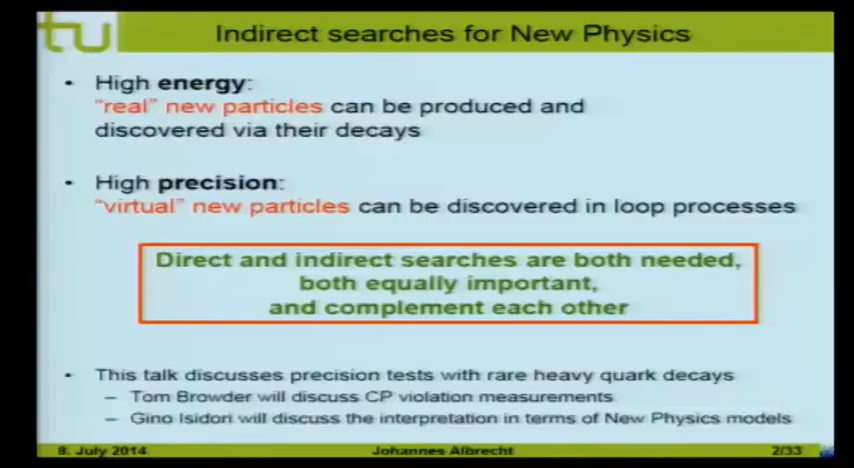 tu
Indirect searches for New Physics
• High energy:
"real" new particles can be produced and
discovered via their decays
• High precision:
"virtual" new particles can be discovered in loop processes
Direct and indirect searches are both needed,
both equally important,
and complement each other
• This talk discusses precision tests with rare heavy quark decays
– Tom Browder will discuss CP violation measurements
– Gino Isidori will discuss the interpretation in terms of New Physics models
8. July 2014
Johannes Albrecht
2/33